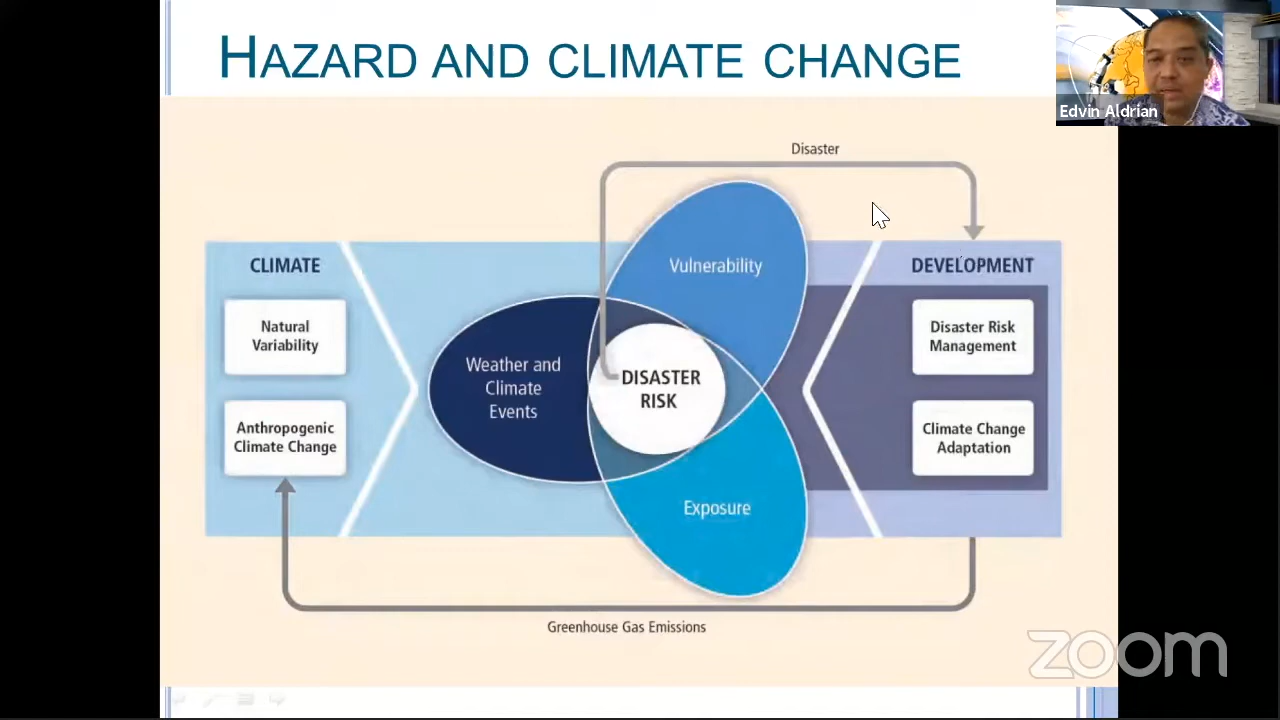 HAZARD AND CLIMATE CHANGE
Edvin Aldrian
Disaster
CLIMATE
Natural
Variability
Anthropogenic
Climate Change
Vulnerability
Weather and
Climate
Events
DISASTER
RISK
Exposure
DEVELOPMENT
Disaster Risk
Management
Climate Change
Adaptation
Greenhouse Gas Emissions
zoom